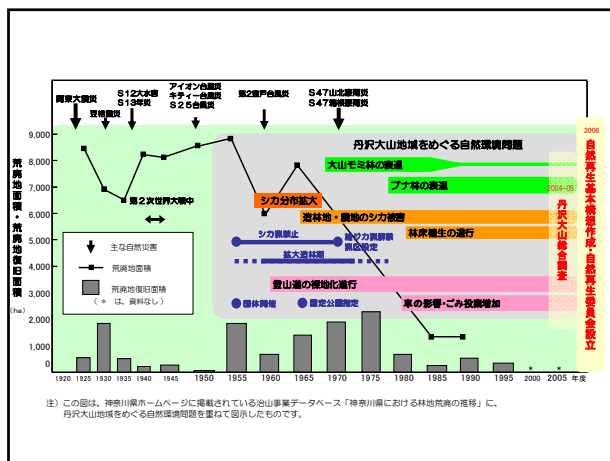 関東大震災
豆相震災
S12大水害
S13年災
アイオン台風災
キティー台風災
S25台風災
第2室戸台風災
S47山北豪雨災
S47箱根豪雨災
荒廃地面積・荒廃地復旧面積
(ha)
9,000
8,000
7,000
6,000
5,000
4,000
3,000
2,000
1,000
0
第2次世界大戦中
主な自然災害
荒廃地面積
荒廃地復旧面積
(*は、資料なし)
丹沢大山地域をめぐる自然環境問題
大山モミ林の衰退
ブナ林の衰退
シカ分布拡大
造林地・農地のシカ被害
シカ猟禁止
雄ジカ猟解禁
猟区設定
林床植生の退行
拡大造林期
登山道の裸地化進行
国体開催
国定公園指定
車の影響・ごみ投棄増加
2004-05
丹沢大山総合調査
2006
自然再生基本構想作成・自然再生委員会設立
* *
1920 1925 1930 1935 1940 1945 1950 1955 1960 1965 1970 1975 1980 1985 1990 1995 2000 2005 年度
注)この図は、神奈川県ホームページに掲載されている治山事業データベース「神奈川県における林地荒廃の推移」に、
丹沢大山地域をめぐる自然環境問題を重ねて図示したものです。